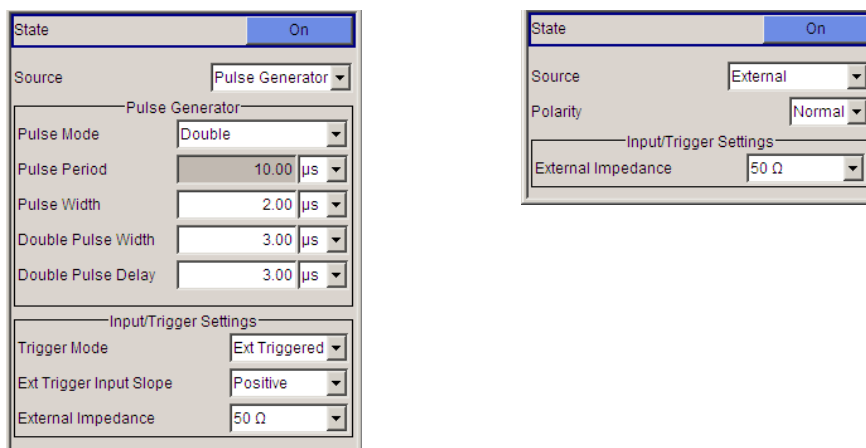 State On
Source Pulse Generator
Pulse Generator
Pulse Mode Double
Pulse Period 10.00 µs
Pulse Width 2.00 µs
Double Pulse Width 3.00 µs
Double Pulse Delay 3.00 µs
Input/Trigger Settings
Trigger Mode Ext Triggered
Ext Trigger Input Slope Positive
External Impedance 50 Ω
State On
Source External
Polarity Normal
Input/Trigger Settings
External Impedance 50 Ω